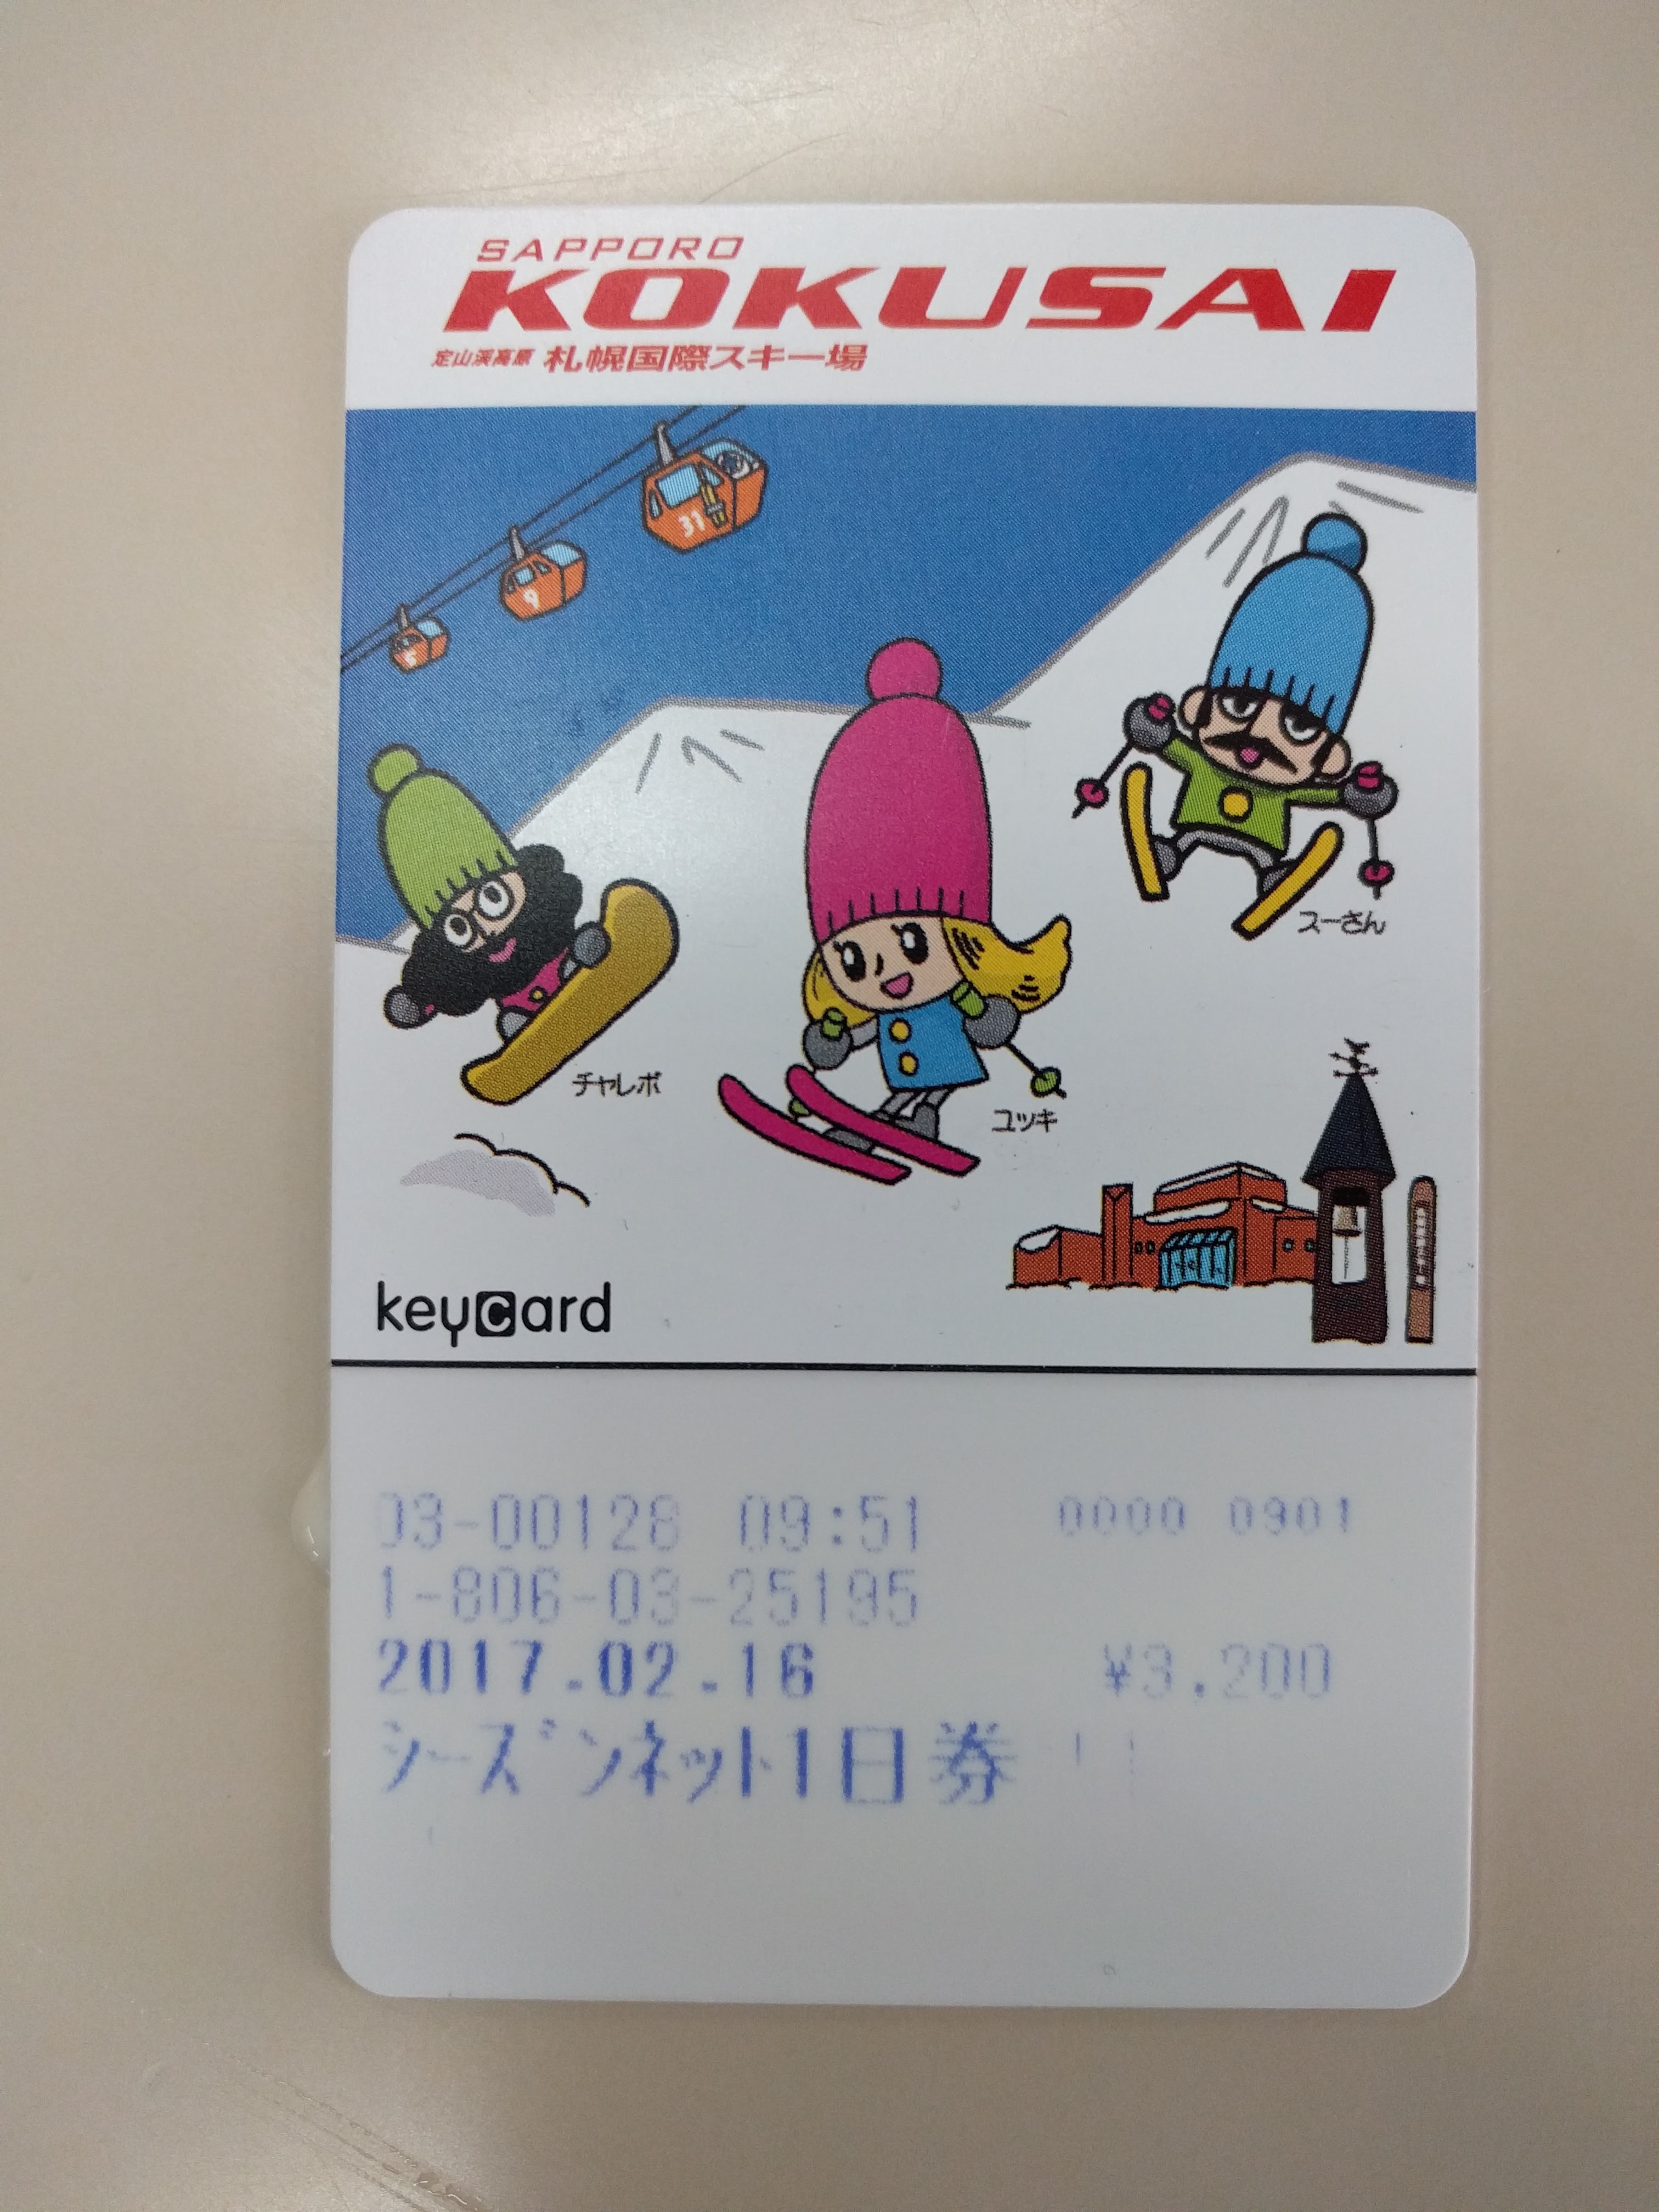 SAPPORO
KOKUSAI
定山渓高原 札幌国際スキー場
31
9
スーさん
チャレボ
ユッキ
keycard
03-00128 09:51 0000 0901
1-806-03-25195
2017.02.16 ¥3,200
シーズンネット1日券